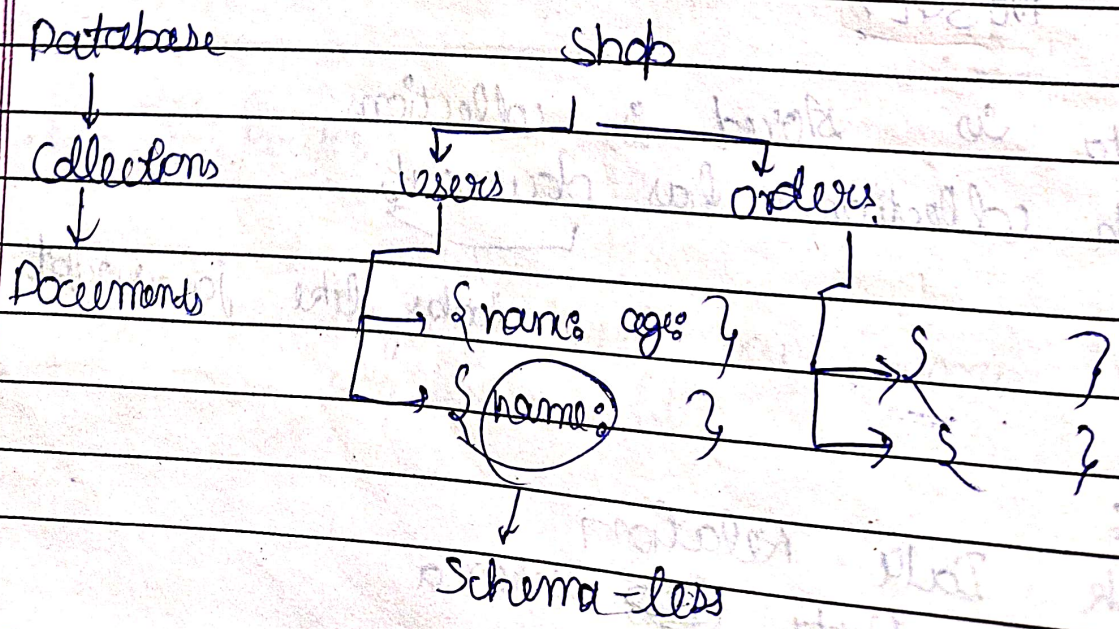 Database Shop
Collections Users Orders
Documents { name: age: }
{ name: } { }
{ }
Schema-less